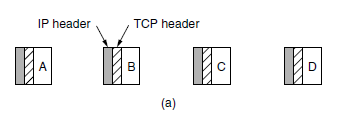 IP header TCP header
A B C D
(a)